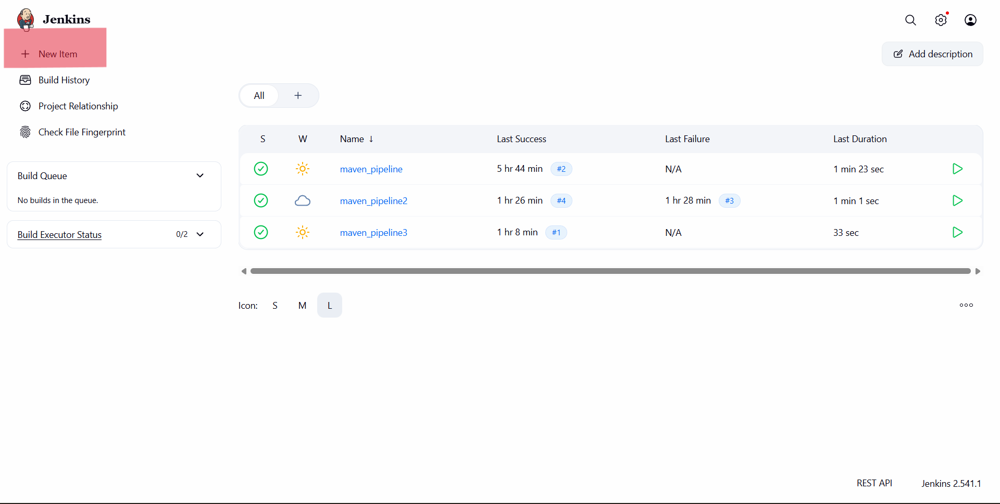 Jenkins
New Item
Add description
Build History
All
Project Relationship
Check File Fingerprint
S W Name ↓ Last Success Last Failure Last Duration
maven_pipeline 5 hr 44 min #2 N/A 1 min 23 sec
Build Queue
No builds in the queue.
maven_pipeline2 1 hr 26 min #4 1 hr 28 min #3 1 min 1 sec
Build Executor Status 0/2
maven_pipeline3 1 hr 8 min #1 N/A 33 sec
Icon: S M L
REST API Jenkins 2.541.1